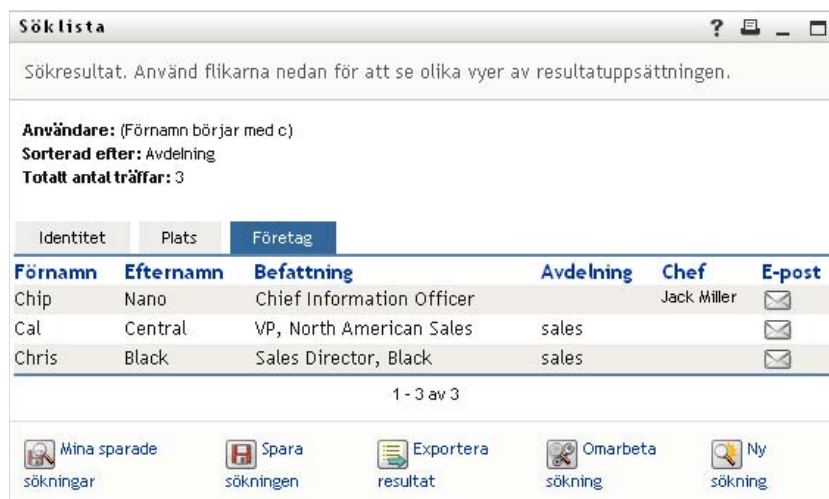 Söklista
Sökresultat. Använd flikarna nedan för att se olika vyer av resultatuppsättningen.
Användare: (Förnamn börjar med c)
Sorterad efter: Avdelning
Totalt antal träffar: 3
Identitet Plats Företag
Förnamn Efternamn Befattning Avdelning Chef E-post
Chip Nano Chief Information Officer Jack Miller
Cal Central VP, North American Sales sales
Chris Black Sales Director, Black sales
1 - 3 av 3
Mina sparade Spara Exportera Omarbeta Ny
sökningar sökningen resultat sökning sökning